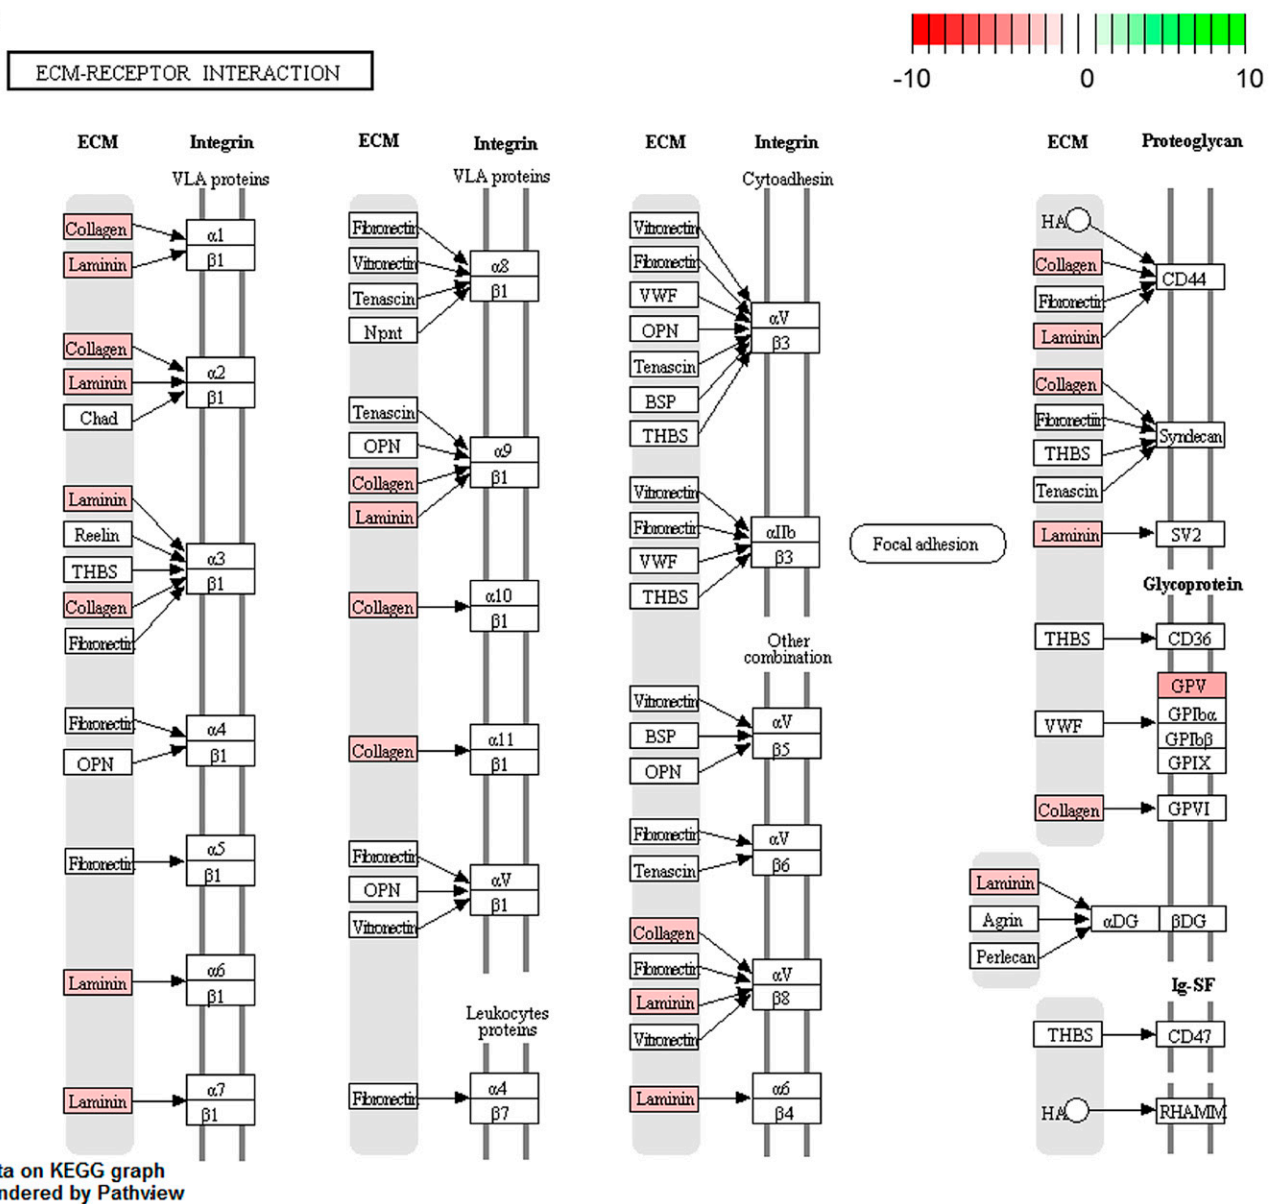 -10 0 10
ECM-RECEPTOR INTERACTION
ECM
Integrin
VLA proteins
Collagen
Laminin
α1
β1
Collagen
Laminin
Chad
α2
β1
Laminin
Reelin
THBS
Collagen
Fibronectin
α3
β1
Fibronectin
OPN
α4
β1
Fibronectin
α5
β1
Laminin
α6
β1
Laminin
α7
β1
ECM
Integrin
VLA proteins
Fibronectin
Vitronectin
Tenascin
Npnt
α8
β1
Tenascin
OPN
Collagen
Laminin
α9
β1
Collagen
α10
β1
Collagen
α11
β1
Fibronectin
OPN
Vitronectin
αV
β1
Leukocytes
proteins
Fibronectin
α4
β7
ECM
Integrin
Cytoadhesin
Vitronectin
Fibronectin
VWF
OPN
Tenascin
BSP
THBS
αV
β3
Vitronectin
Fibronectin
VWF
THBS
αIIb
β3
Other
combination
Vitronectin
BSP
OPN
αV
β5
Fibronectin
Tenascin
αV
β6
Collagen
Fibronectin
Laminin
Vitronectin
αV
β8
Laminin
α6
β4
Focal adhesion
ECM
Proteoglycan
HA
Collagen
Fibronectin
Laminin
CD44
Collagen
Fibronectin
THBS
Tenascin
Syndecan
Laminin
SV2
Glycoprotein
THBS
CD36
VWF
GPV
GPIbα
GPIbβ
GPIX
Collagen
GPVI
Laminin
Agrin
Perlecan
αDG
βDG
Ig-SF
THBS
CD47
HA
RHAMM
ta on KEGG graph
ndered by Pathview